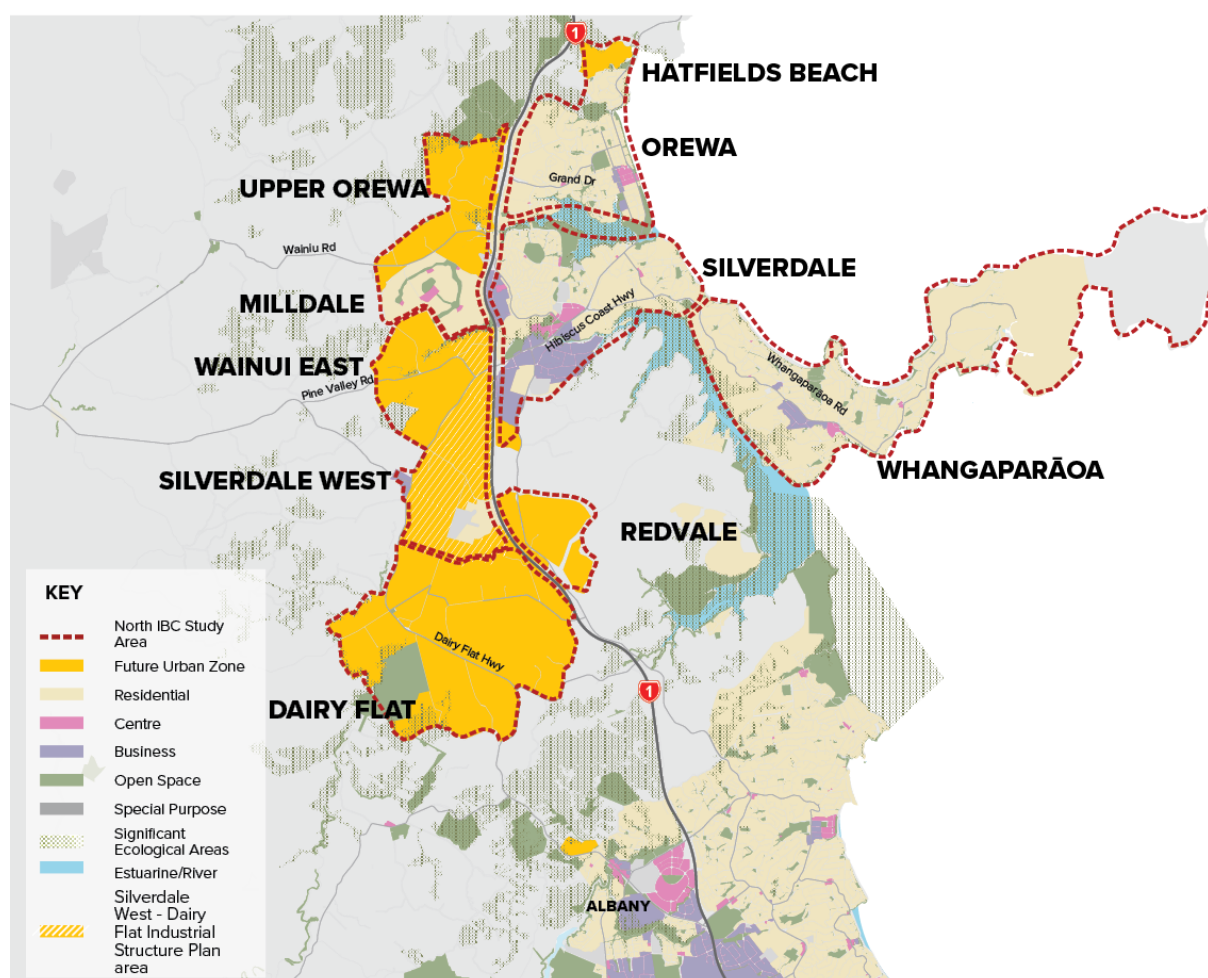 1
HATFIELDS BEACH
OREWA
Grand Dr
UPPER OREWA
Wainiu Rd
SILVERDALE
MILLDALE
Hibiscus Coast Hwy
WAINUI EAST
Whangaparāoa Rd
Pine Valley Rd
WHANGAPARĀOA
SILVERDALE WEST
REDVALE
KEY
North IBC Study
Area
Future Urban Zone
Residential
Centre
Business
Open Space
Special Purpose
Significant
Ecological Areas
Estuarine/River
Silverdale
West - Dairy
Flat Industrial
Structure Plan
area
Dairy Flat Hwy
1
DAIRY FLAT
ALBANY